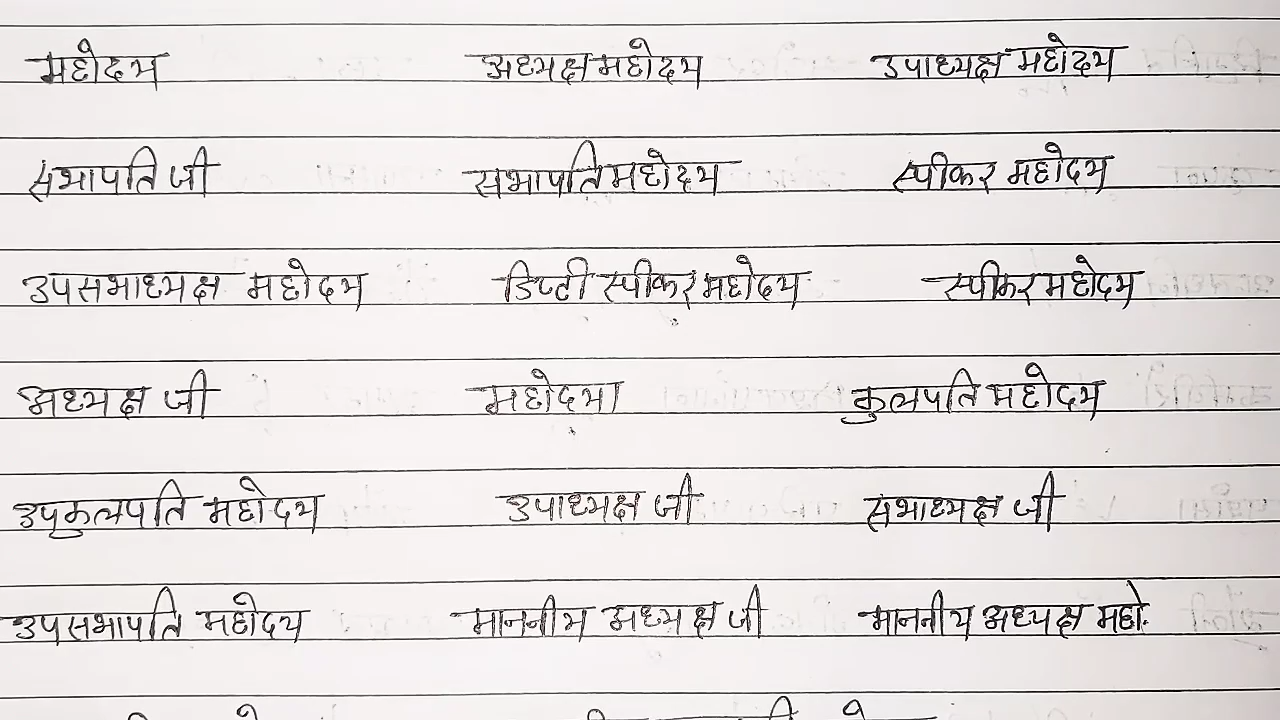 महोदय अध्यक्ष महोदय उपाध्यक्ष महोदय
सभापति जी सभापति महोदय स्पीकर महोदय
उपसभाध्यक्ष महोदय डिप्टी स्पीकर महोदय स्पीकर महोदय
अध्यक्ष जी महोदया कुलपति महोदय
उपकुलपति महोदय उपाध्यक्ष जी सभाध्यक्ष जी
उपसभापति महोदय माननीय अध्यक्ष जी माननीय अध्यक्ष महो.